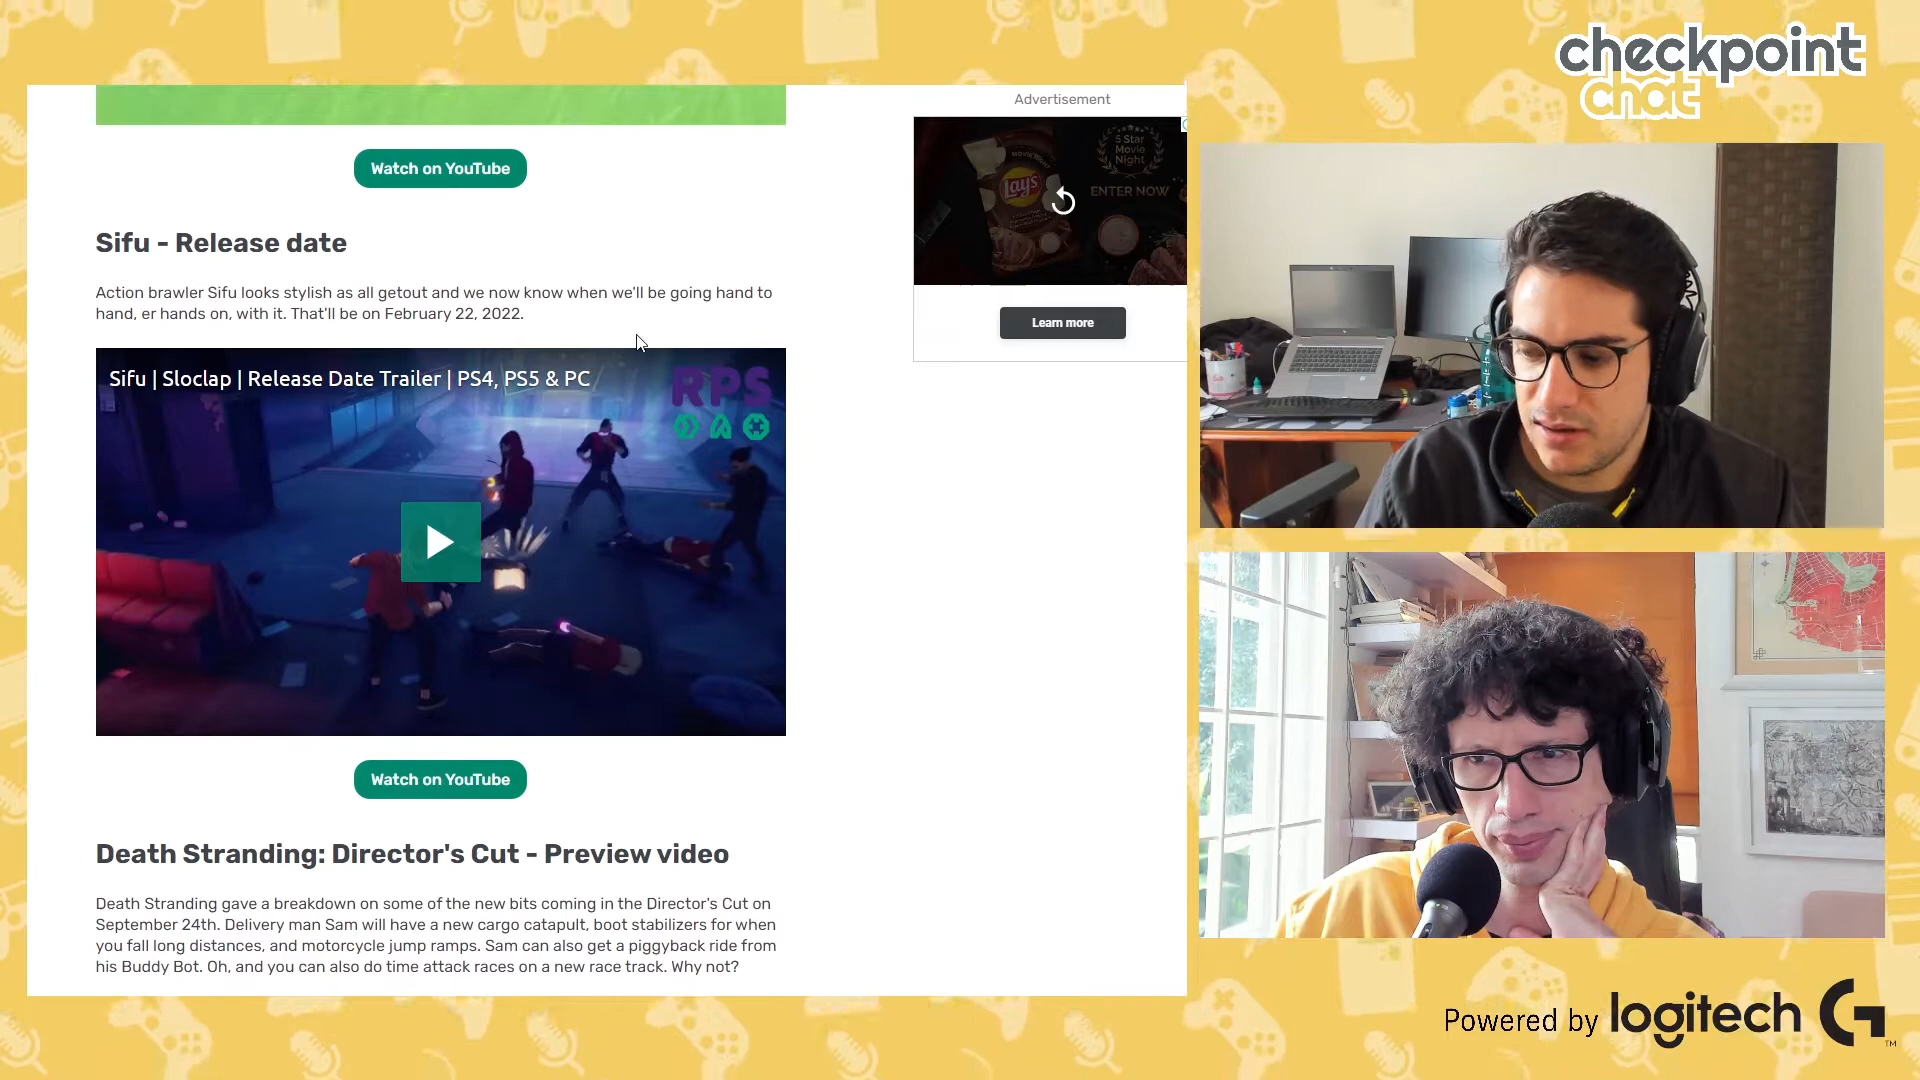 checkpoint
chat
Advertisement
5 Star
Movie
Night
ENTER NOW
Lays
Learn more
Watch on YouTube
Sifu - Release date
Action brawler Sifu looks stylish as all getout and we now know when we'll be going hand to
hand, er hands on, with it. That'll be on February 22, 2022.
Sifu | Sloclap | Release Date Trailer | PS4, PS5 & PC
RPS
Watch on YouTube
Death Stranding: Director's Cut - Preview video
Death Stranding gave a breakdown on some of the new bits coming in the Director's Cut on
September 24th. Delivery man Sam will have a new cargo catapult, boot stabilizers for when
you fall long distances, and motorcycle jump ramps. Sam can also get a piggyback ride from
his Buddy Bot. Oh, and you can also do time attack races on a new race track. Why not?
Powered by logitech G
TM